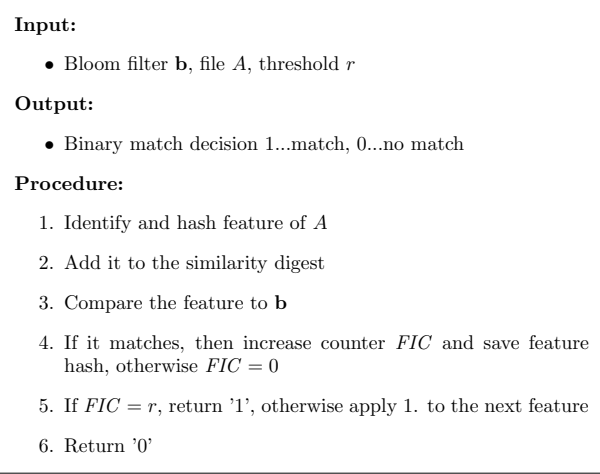 Input:
• Bloom filter b, file A, threshold r
Output:
• Binary match decision 1...match, 0...no match
Procedure:
1. Identify and hash feature of A
2. Add it to the similarity digest
3. Compare the feature to b
4. If it matches, then increase counter FIC and save feature
hash, otherwise FIC = 0
5. If FIC = r, return ’1’, otherwise apply 1. to the next feature
6. Return ’0’